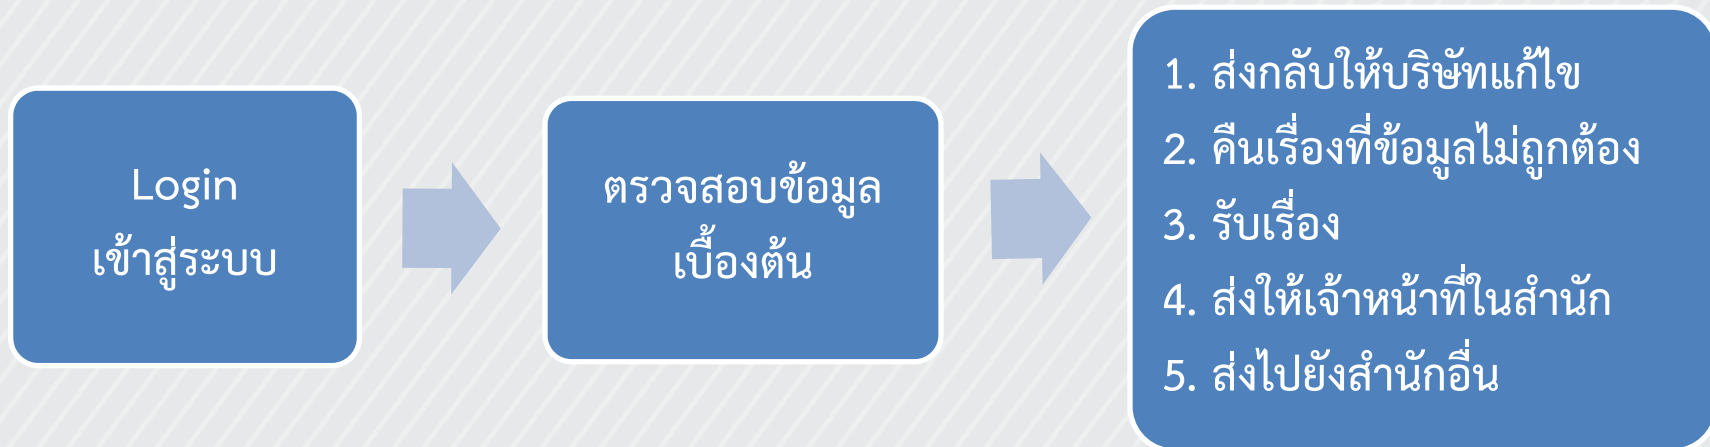 Login
เข้าสู่ระบบ
ตรวจสอบข้อมูล
เบื้องต้น
1. ส่งกลับให้บริษัทแก้ไข
2. คืนเรื่องที่ข้อมูลไม่ถูกต้อง
3. รับเรื่อง
4. ส่งให้เจ้าหน้าที่ในสำนัก
5. ส่งไปยังสำนักอื่น